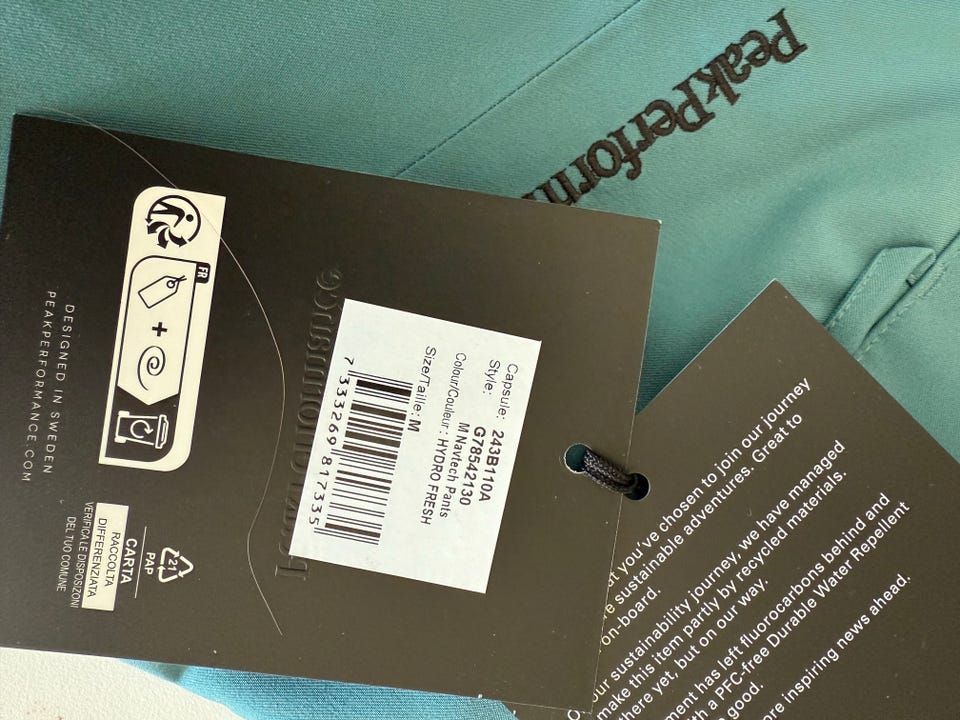 PeakPerform
Capsule: 243B110A
Style: G78542130
M Navtech Pants
Colour/Couleur: HYDRO FRESH
Size/Taille: M
7 333269 817335
PeakPerformance
FR
+
DESIGNED IN SWEDEN
PEAKPERFORMANCE.COM
21
PAP
CARTA
RACCOLTA
DIFFERENZIATA
VERIFICA LE DISPOSIZIONI
DEL TUO COMUNE
you've chosen to join our journey
sustainable adventures. Great to
on-board.
our sustainability journey, we have managed
make this item partly by recycled materials.
there yet, but on our way.
has left fluorocarbons behind and
a PFC-free Durable Water Repellent
good.
inspiring news ahead.